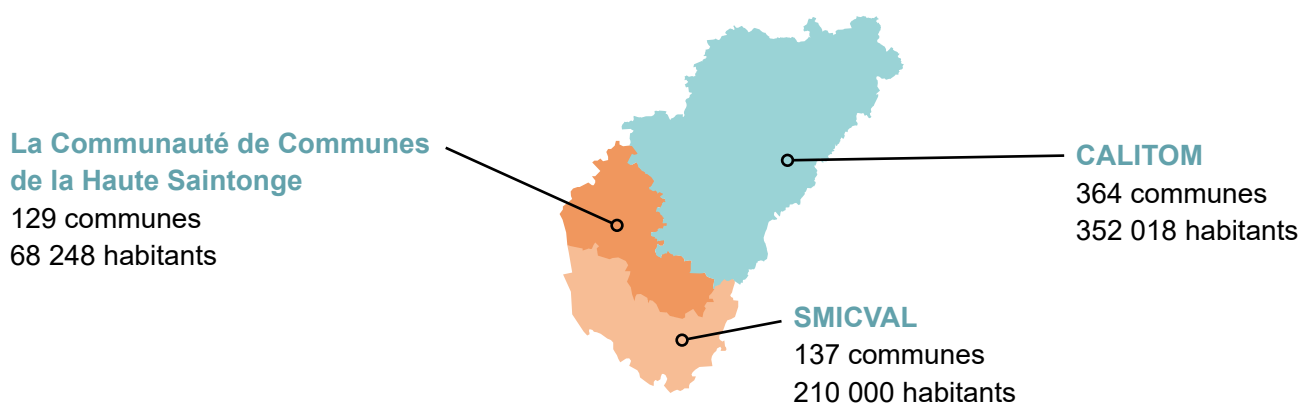 La Communauté de Communes
de la Haute Saintonge
129 communes
68 248 habitants
CALITOM
364 communes
352 018 habitants
SMICVAL
137 communes
210 000 habitants